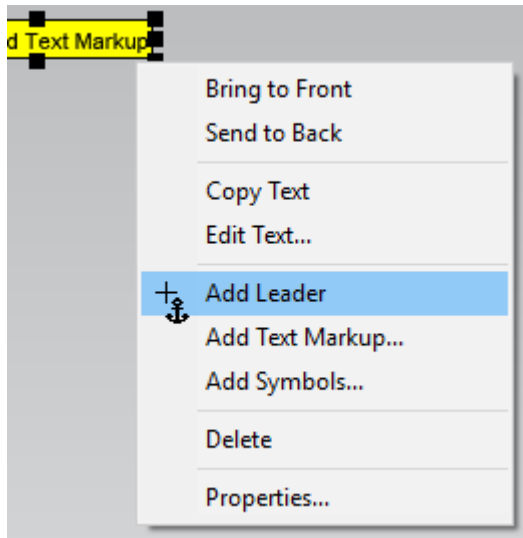 d Text Markup
Bring to Front
Send to Back
Copy Text
Edit Text...
Add Leader
Add Text Markup...
Add Symbols...
Delete
Properties...